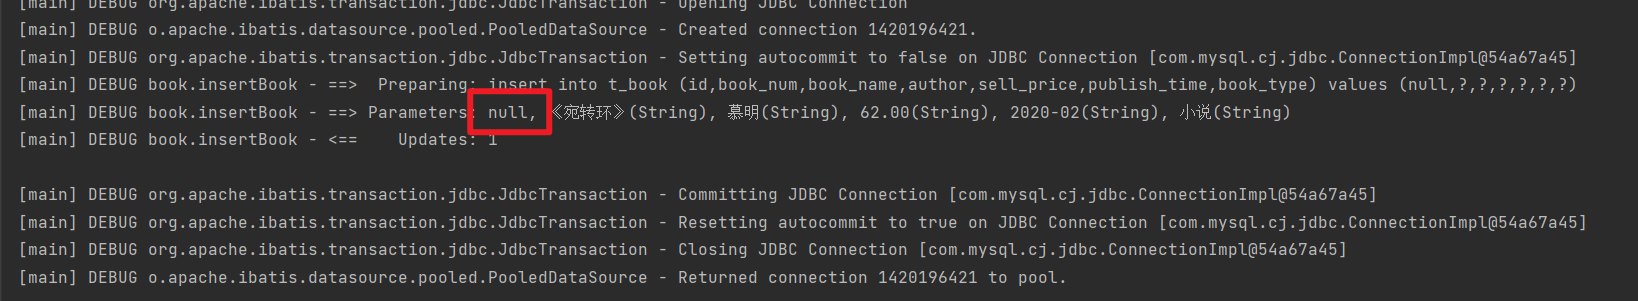 [main] DEBUG org.apache.ibatis.transaction.jdbc.JdbcTransaction - Opening JDBC Connection
[main] DEBUG o.apache.ibatis.datasource.pooled.PooledDataSource - Created connection 1420196421.
[main] DEBUG org.apache.ibatis.transaction.jdbc.JdbcTransaction - Setting autocommit to false on JDBC Connection [com.mysql.cj.jdbc.ConnectionImpl@54a67a45]
[main] DEBUG book.insertBook - ==>  Preparing: insert into t_book (id,book_num,book_name,author,sell_price,publish_time,book_type) values (null,?,?,?,?,?,?)
[main] DEBUG book.insertBook - ==> Parameters: null, 《宛转环》(String), 慕明(String), 62.00(String), 2020-02(String), 小说(String)
[main] DEBUG book.insertBook - <==    Updates: 1
[main] DEBUG org.apache.ibatis.transaction.jdbc.JdbcTransaction - Committing JDBC Connection [com.mysql.cj.jdbc.ConnectionImpl@54a67a45]
[main] DEBUG org.apache.ibatis.transaction.jdbc.JdbcTransaction - Resetting autocommit to true on JDBC Connection [com.mysql.cj.jdbc.ConnectionImpl@54a67a45]
[main] DEBUG org.apache.ibatis.transaction.jdbc.JdbcTransaction - Closing JDBC Connection [com.mysql.cj.jdbc.ConnectionImpl@54a67a45]
[main] DEBUG o.apache.ibatis.datasource.pooled.PooledDataSource - Returned connection 1420196421 to pool.